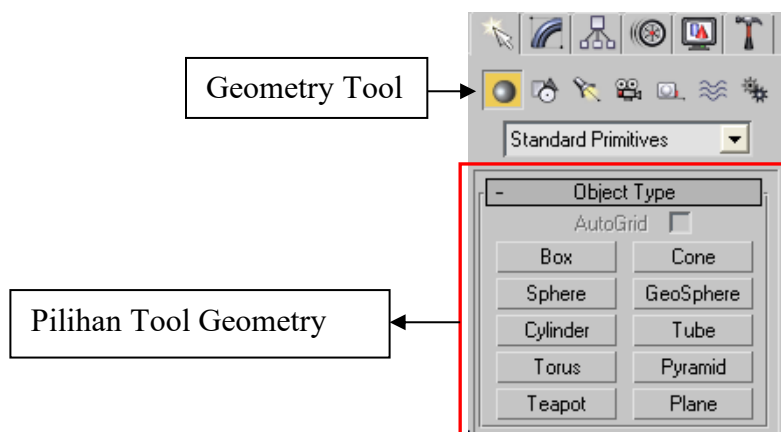 Geometry Tool
Standard Primitives
- Object Type
AutoGrid
Box Cone
Sphere GeoSphere
Pilihan Tool Geometry
Cylinder Tube
Torus Pyramid
Teapot Plane